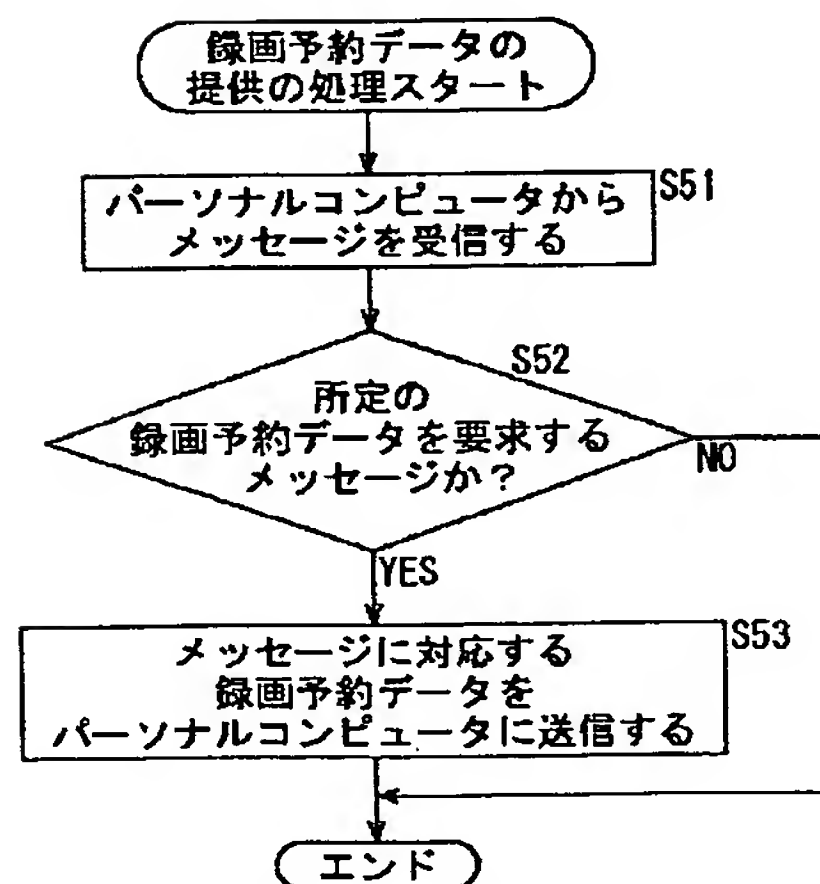 録画予約データの
提供の処理スタート
S51
パーソナルコンピュータから
メッセージを受信する
S52
所定の
録画予約データを要求する
メッセージか?
NO
YES
S53
メッセージに対応する
録画予約データを
パーソナルコンピュータに送信する
エンド